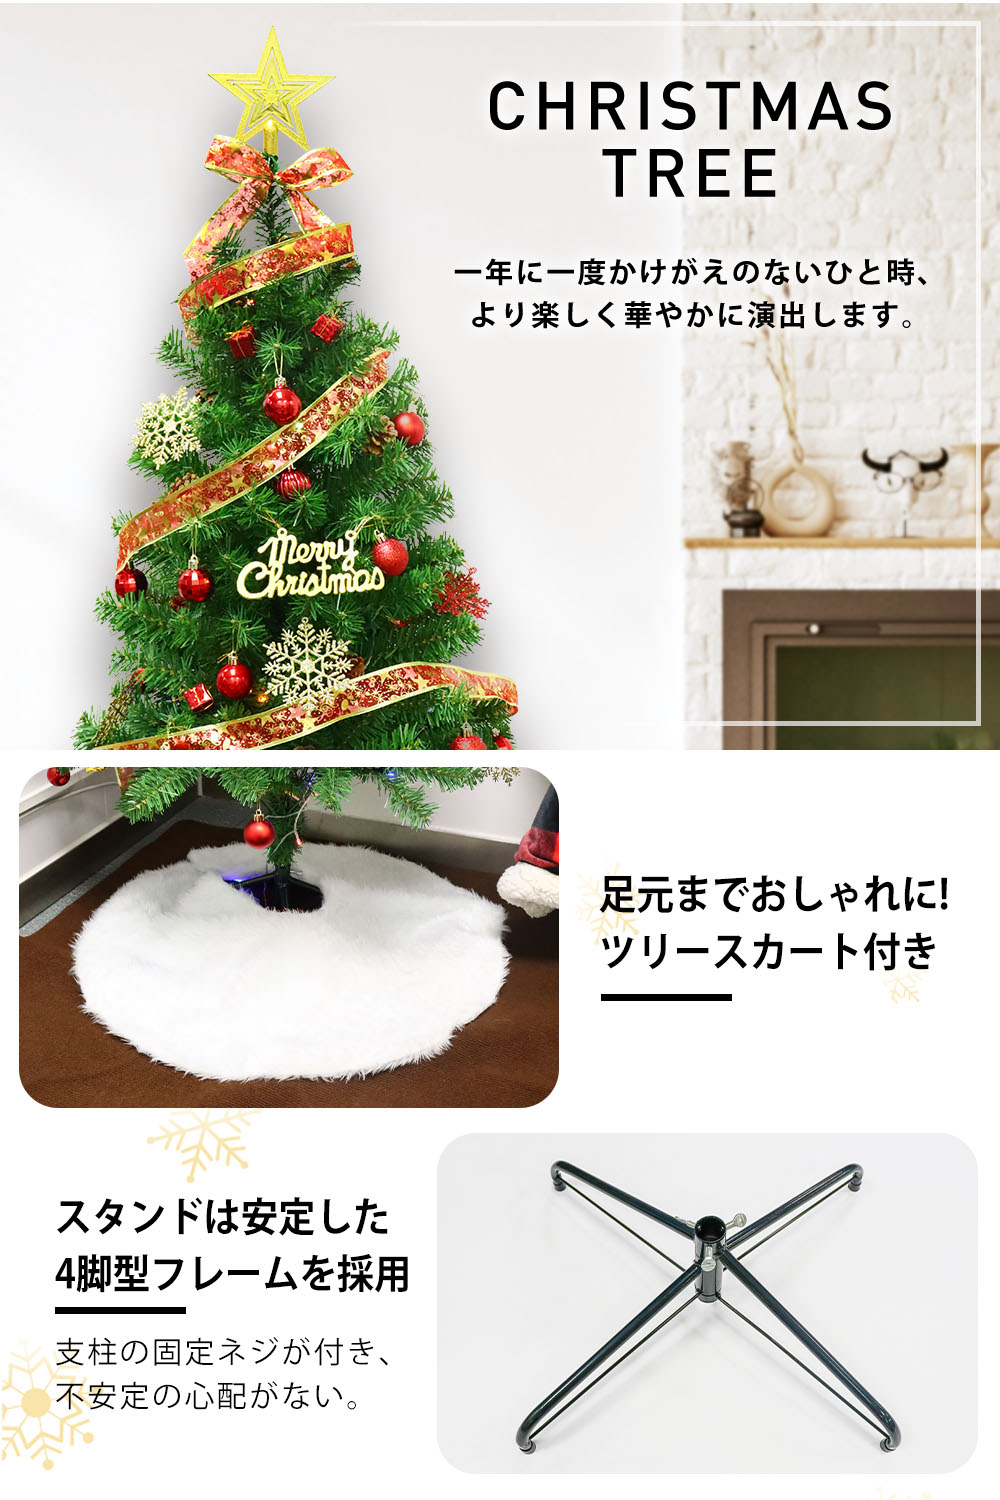 CHRISTMAS
TREE
一年に一度かけがえのないひと時、
より楽しく華やかに演出します。
Merry
Christmas
足元までおしゃれに!
ツリースカート付き
スタンドは安定した
4脚型フレームを採用
支柱の固定ネジが付き、
不安定の心配がない。